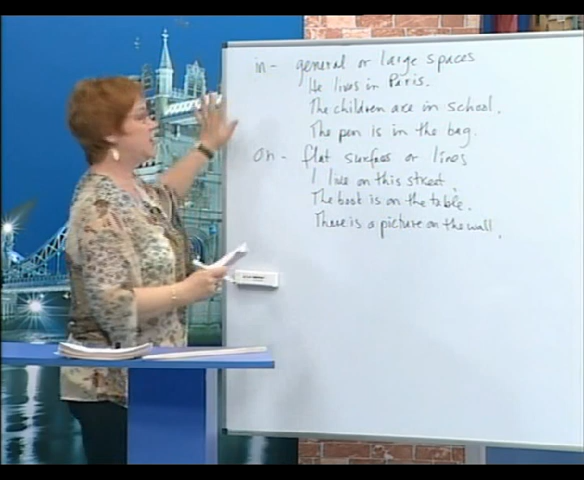 in - general or large spaces
He lives in Paris.
The children are in school.
The pen is in the bag.
on - flat surfaces or lines
I live on this street.
The book is on the table.
There is a picture on the wall.